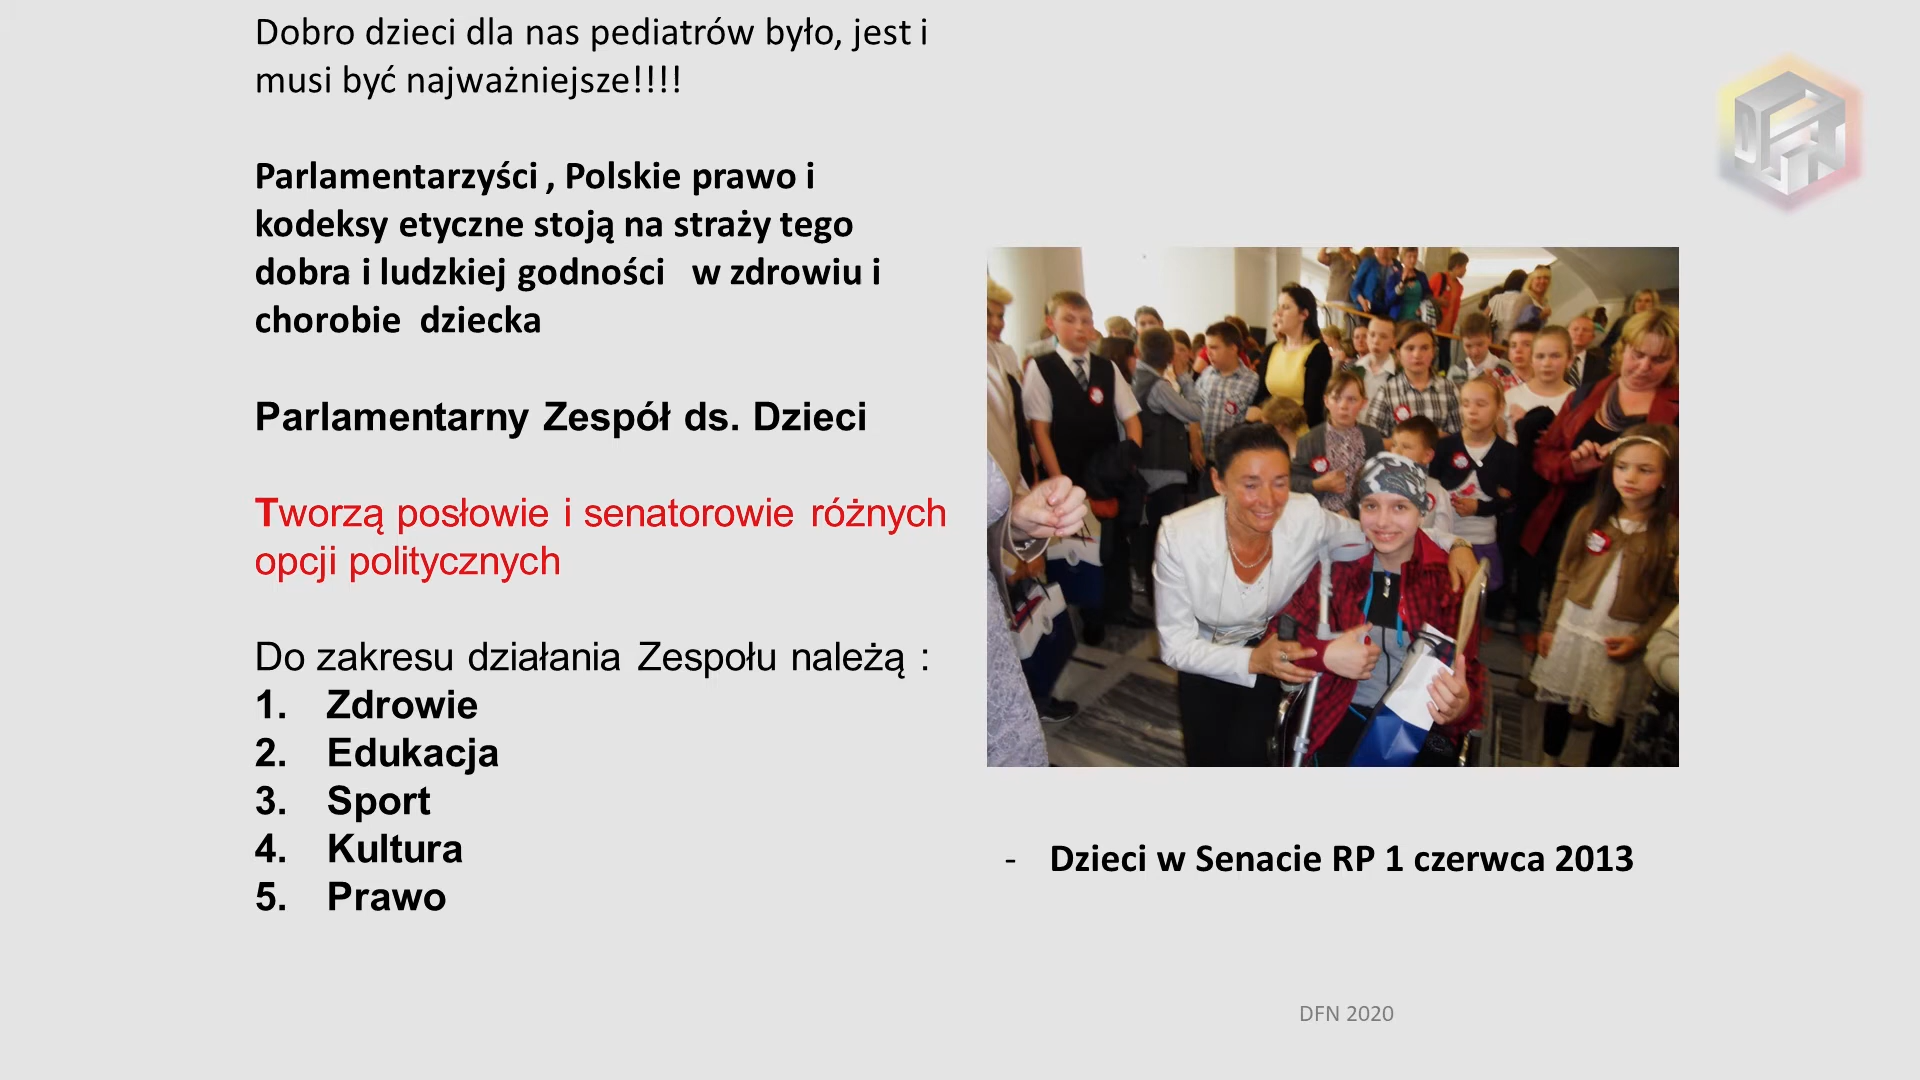 Dobro dzieci dla nas pediatrów było, jest i
musi być najważniejsze!!!!
Parlamentarzyści , Polskie prawo i
kodeksy etyczne stoją na straży tego
dobra i ludzkiej godności   w zdrowiu i
chorobie  dziecka
Parlamentarny Zespół ds. Dzieci
Tworzą posłowie i senatorowie różnych
opcji politycznych
Do zakresu działania Zespołu należą :
1. Zdrowie
2. Edukacja
3. Sport
4. Kultura
5. Prawo
- Dzieci w Senacie RP 1 czerwca 2013
DFN 2020